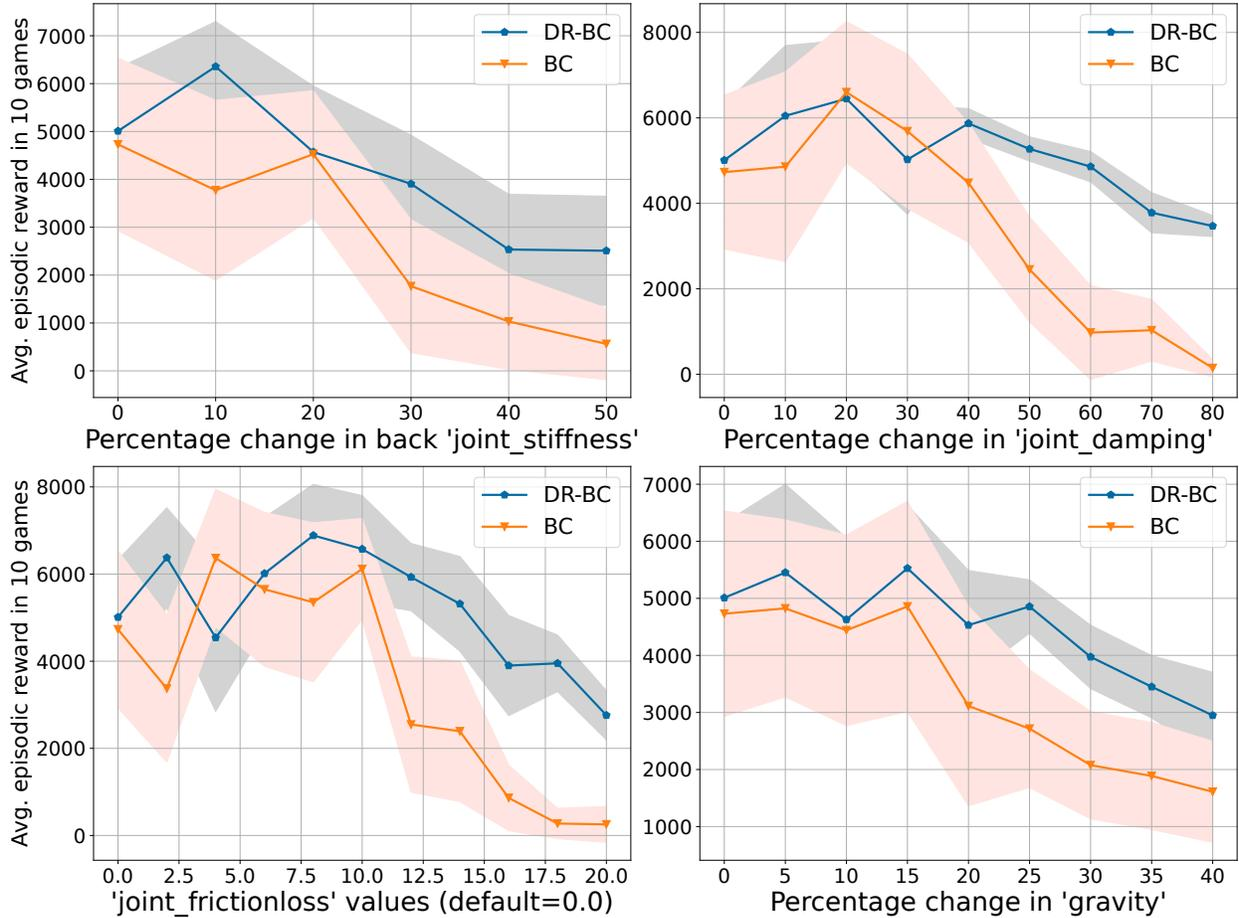 Avg. episodic reward in 10 games
7000
6000
5000
4000
3000
2000
1000
0
DR-BC
BC
0 10 20 30 40 50
Percentage change in back 'joint_stiffness'
8000
6000
4000
2000
0
DR-BC
BC
0 10 20 30 40 50 60 70 80
Percentage change in 'joint_damping'
Avg. episodic reward in 10 games
8000
6000
4000
2000
0
DR-BC
BC
0.0 2.5 5.0 7.5 10.0 12.5 15.0 17.5 20.0
'joint_frictionloss' values (default=0.0)
7000
6000
5000
4000
3000
2000
1000
DR-BC
BC
0 5 10 15 20 25 30 35 40
Percentage change in 'gravity'